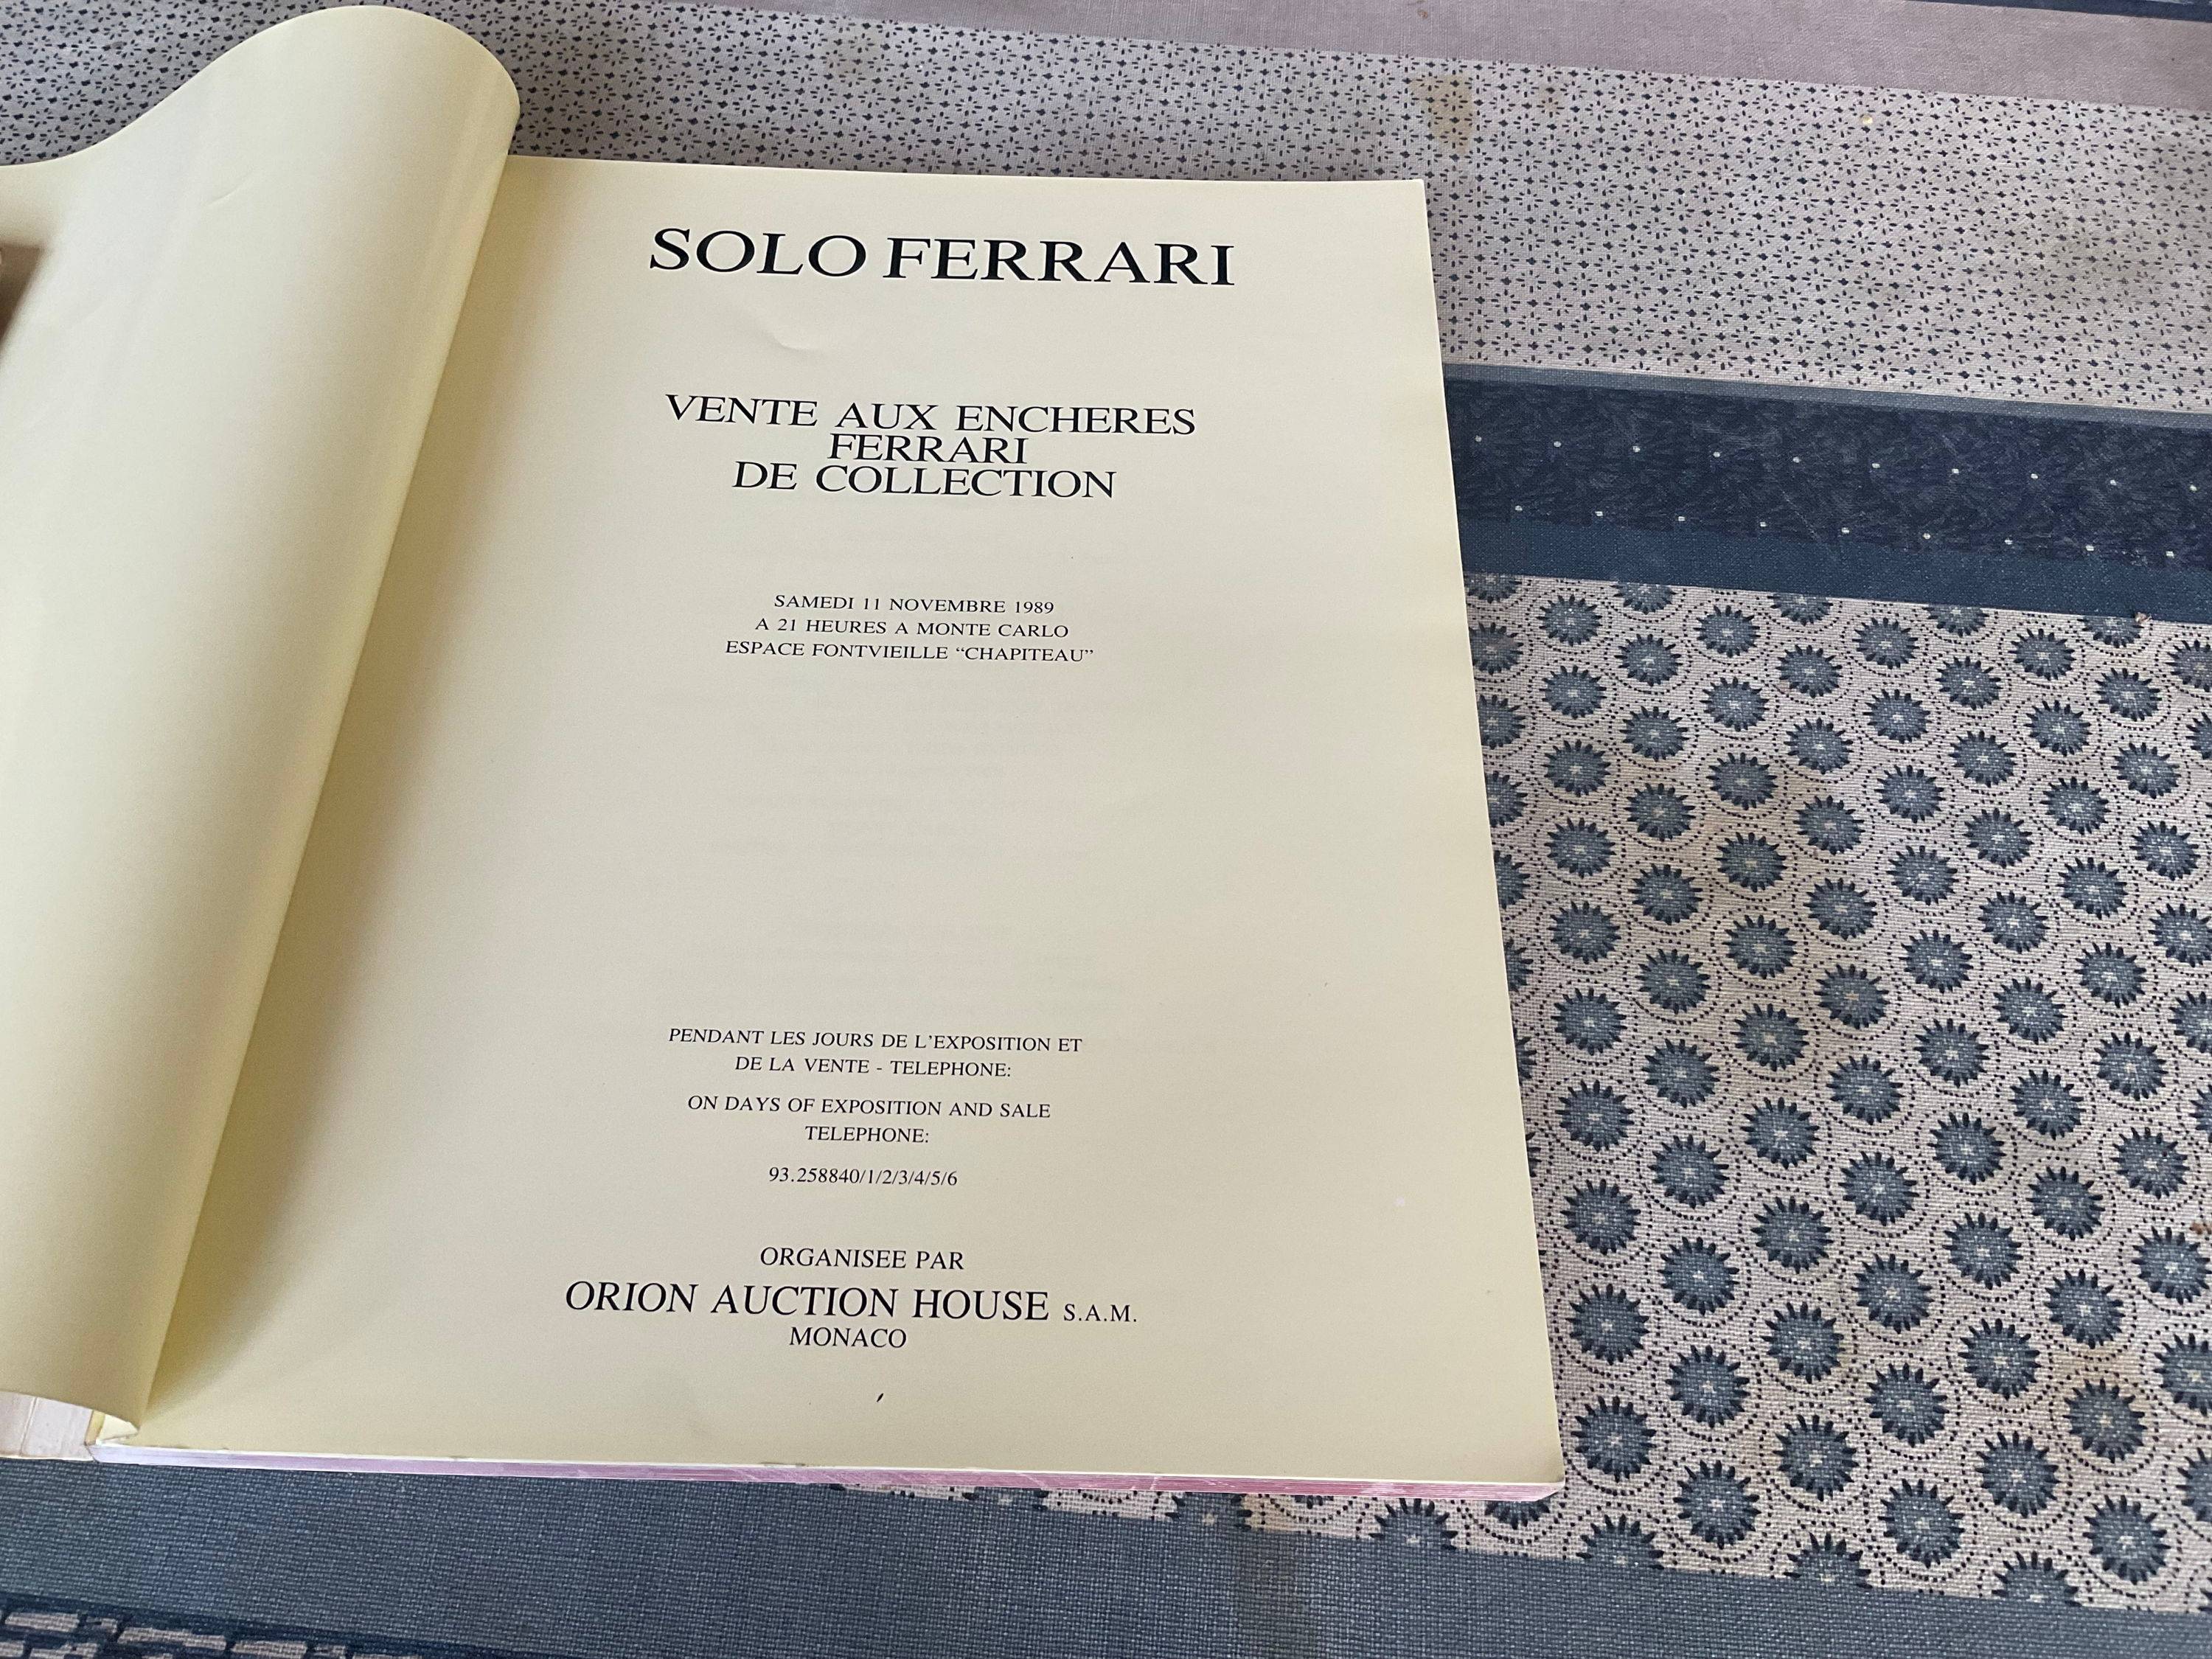 SOLO FERRARI
VENTE AUX ENCHERES
FERRARI
DE COLLECTION
SAMEDI 11 NOVEMBRE 1989
A 21 HEURES A MONTE CARLO
ESPACE FONTVIEILLE “CHAPITEAU”
PENDANT LES JOURS DE L’EXPOSITION ET
DE LA VENTE - TELEPHONE:
ON DAYS OF EXPOSITION AND SALE
TELEPHONE:
93.258840/1/2/3/4/5/6
ORGANISEE PAR
ORION AUCTION HOUSE S.A.M.
MONACO